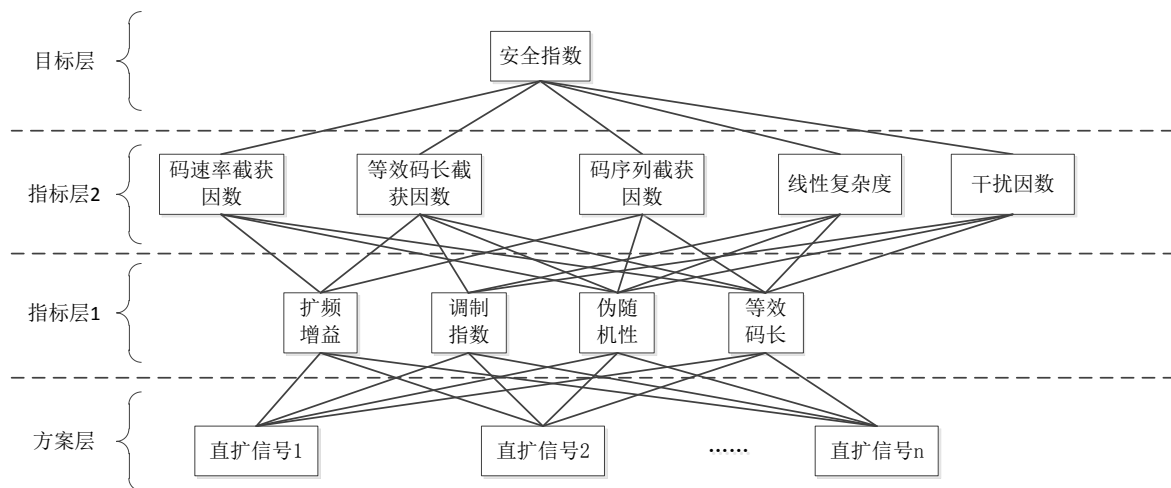 目标层
安全指数
指标层2
码速率截获
因数
等效码长截
获因数
码序列截获
因数
线性复杂度
干扰因数
指标层1
扩频
增益
调制
指数
伪随
机性
等效
码长
方案层
直扩信号1
直扩信号2
……
直扩信号n